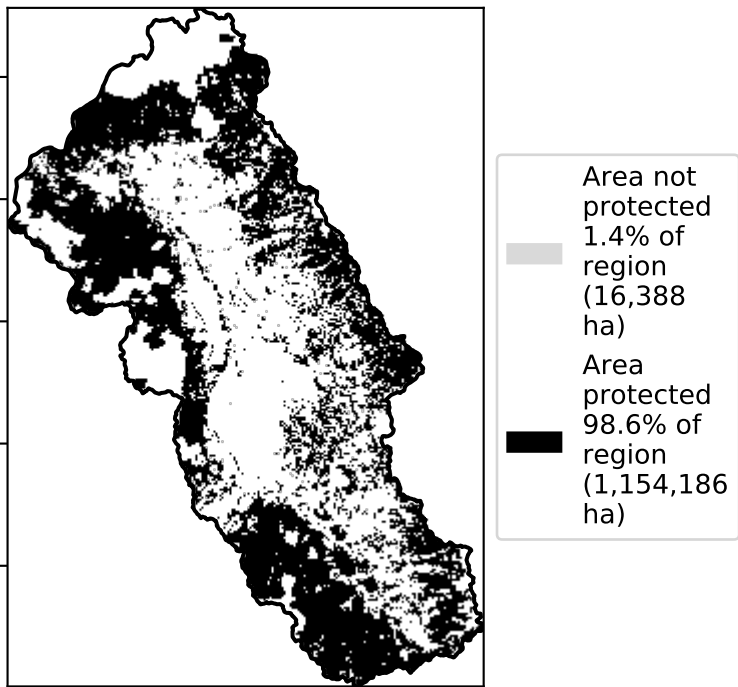 Area not
protected
1.4% of
region
(16,388
ha)
Area
protected
98.6% of
region
(1,154,186
ha)